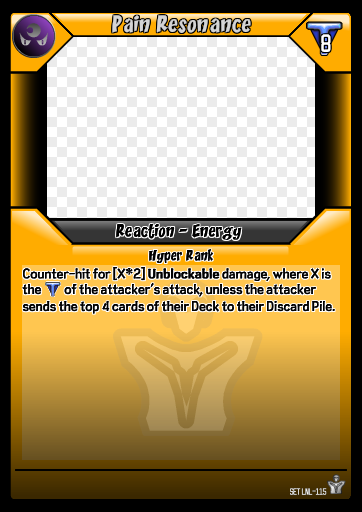 Pain Resonance
8
Reaction - Energy
Hyper Rank
Counter-hit for [X*2] Unblockable damage, where X is
the of the attacker's attack, unless the attacker
sends the top 4 cards of their Deck to their Discard Pile.
SET LNL-115